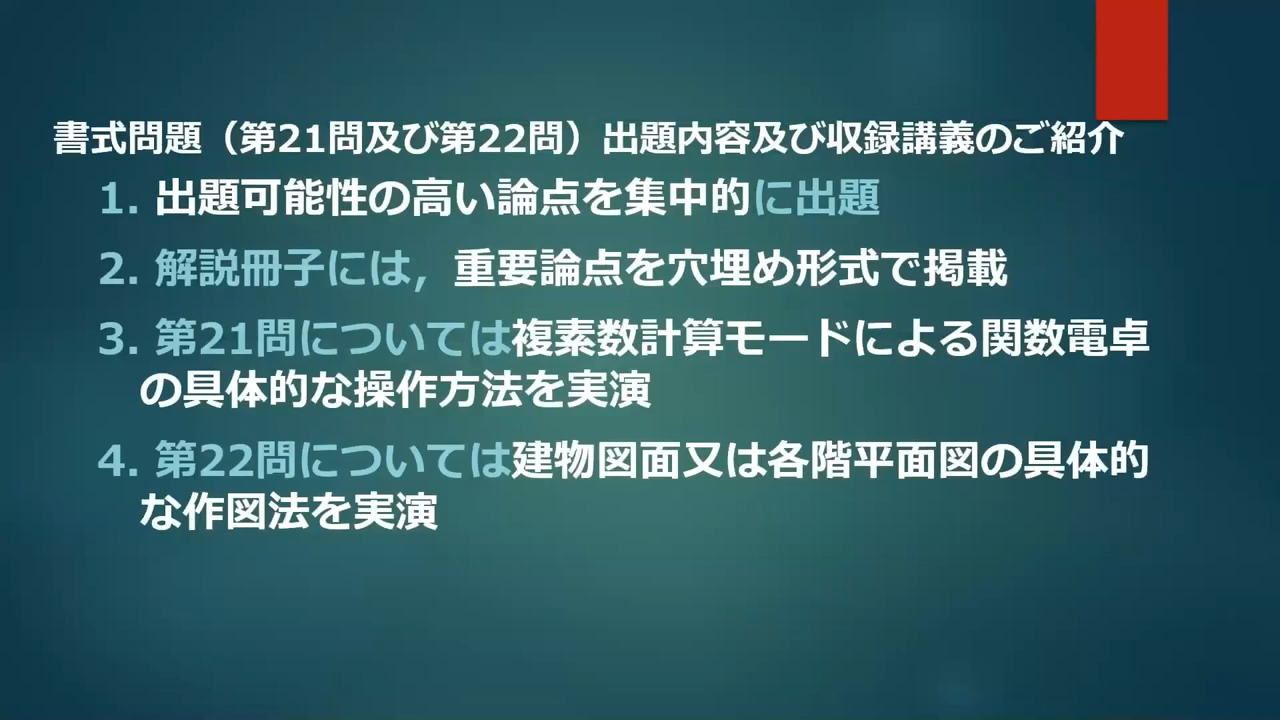 書式問題（第21問及び第22問）出題内容及び収録講義のご紹介
1. 出題可能性の高い論点を集中的に出題
2. 解説冊子には，重要論点を穴埋め形式で掲載
3. 第21問については複素数計算モードによる関数電卓
の具体的な操作方法を実演
4. 第22問については建物図面又は各階平面図の具体的
な作図法を実演